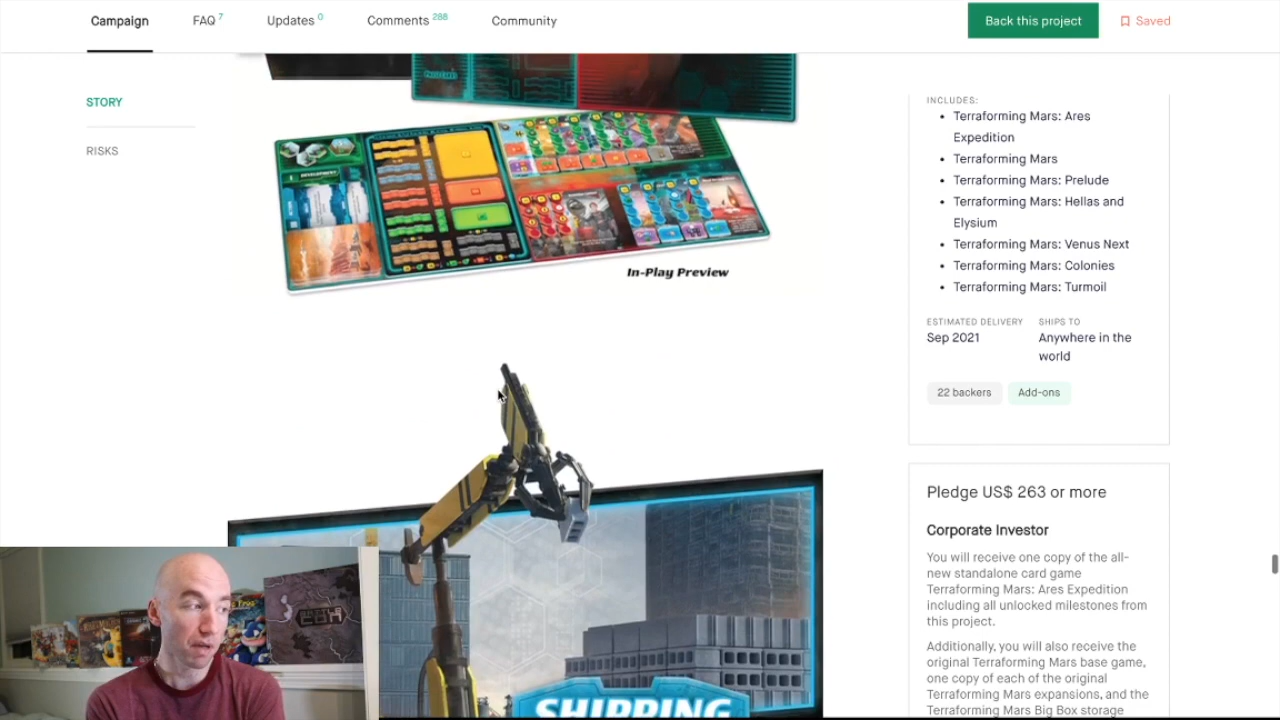 Campaign
FAQ 7
Updates 0
Comments 288
Community
Back this project
Saved
STORY
RISKS
DEVELOPMENT
In-Play Preview
SHIPPING
INCLUDES:
Terraforming Mars: Ares
Expedition
Terraforming Mars
Terraforming Mars: Prelude
Terraforming Mars: Hellas and
Elysium
Terraforming Mars: Venus Next
Terraforming Mars: Colonies
Terraforming Mars: Turmoil
ESTIMATED DELIVERY
Sep 2021
SHIPS TO
Anywhere in the
world
22 backers
Add-ons
Pledge US$ 263 or more
Corporate Investor
You will receive one copy of the all-
new standalone card game
Terraforming Mars: Ares Expedition
including all unlocked milestones from
this project.
Additionally, you will also receive the
original Terraforming Mars base game,
one copy of each of the original
Terraforming Mars expansions, and the
Terraforming Mars Big Box storage
BATTLE
CON